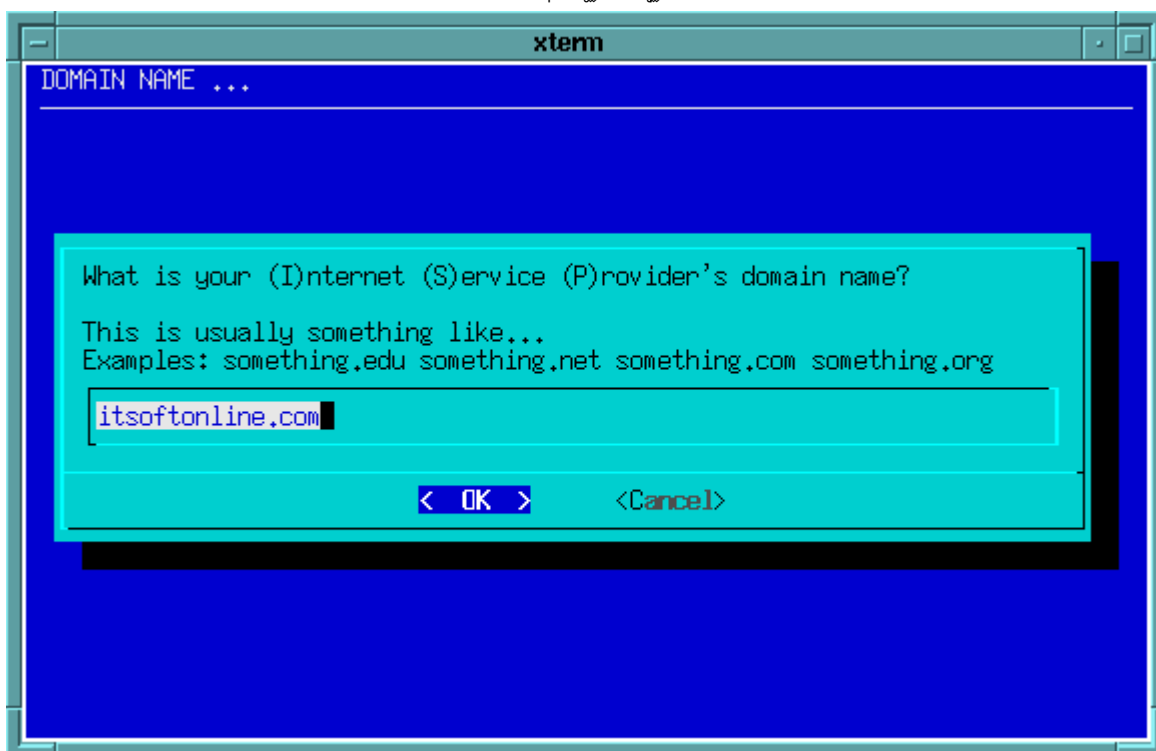 xterm
DOMAIN NAME ...
What is your (I)nternet (S)ervice (P)rovider's domain name?
This is usually something like...
Examples: something.edu something.net something.com something.org
itsoftonline.com
< OK > <Cancel>